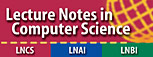 Lecture Notes in
Computer Science
LNCS LNAI LNBI